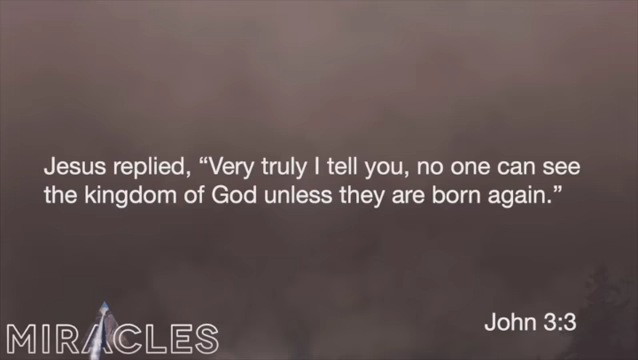 Jesus replied, “Very truly I tell you, no one can see
the kingdom of God unless they are born again.”
John 3:3
MIRACLES